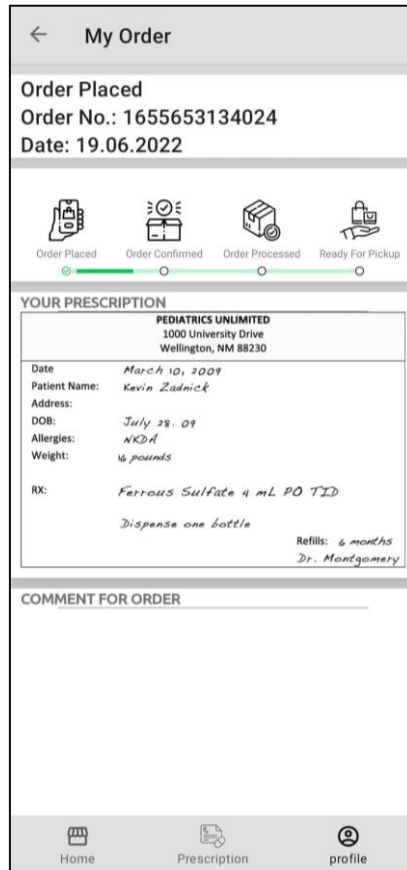 My Order
Order Placed
Order No.: 1655653134024
Date: 19.06.2022
Order Placed
Order Confirmed
Order Processed
Ready For Pickup
YOUR PRESCRIPTION
PEDIATRICS UNLIMITED
1000 University Drive
Wellington, NM 88230
Date March 10, 2009
Patient Name: Kevin Zadnick
Address:
DOB: July 28. 09
Allergies: NKDA
Weight: 16 pounds
RX: Ferrous Sulfate 4 mL PO TID
Dispense one bottle
Refills: 6 months
Dr. Montgomery
COMMENT FOR ORDER
Home
Prescription
profile